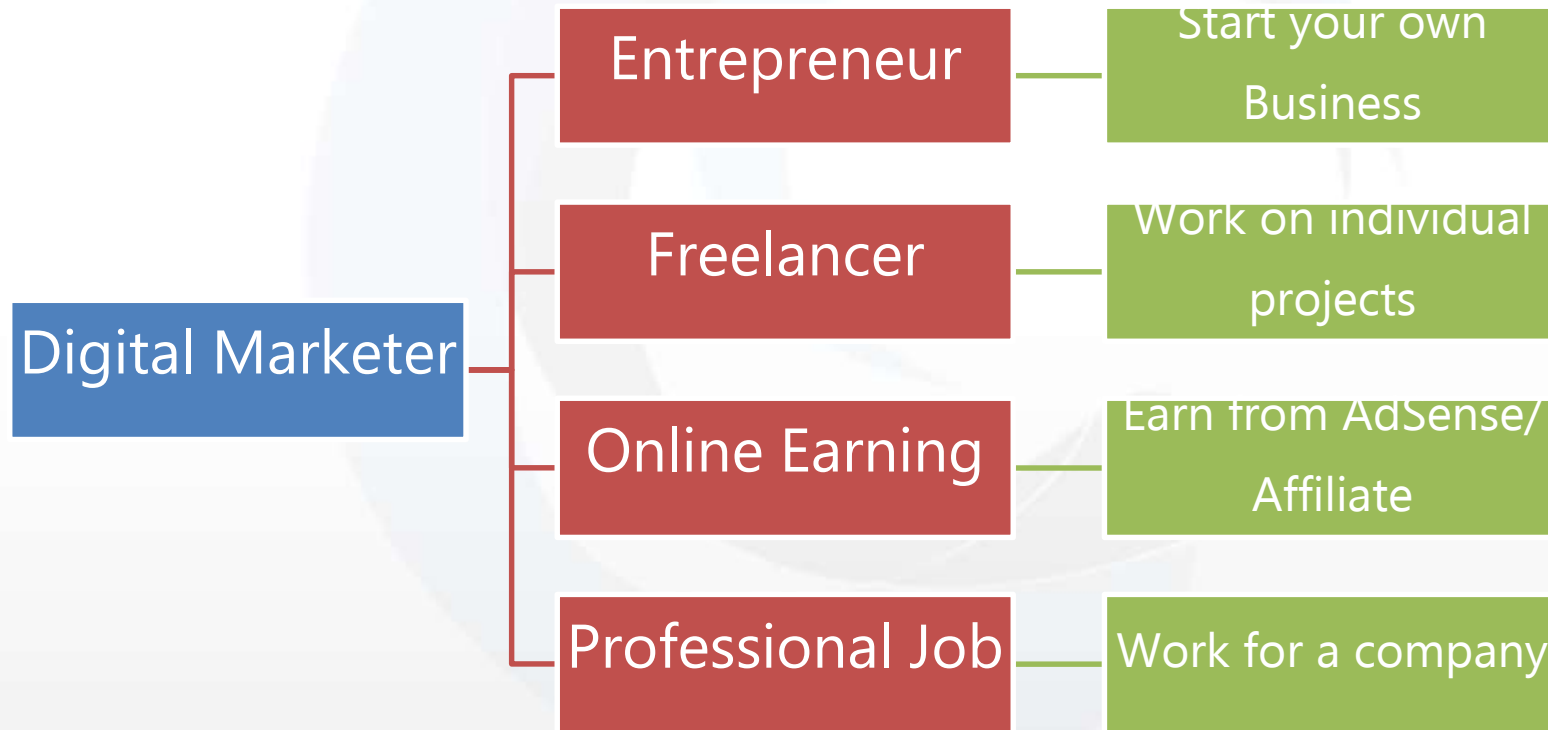 Digital Marketer
Entrepreneur
Start your own
Business
Freelancer
Work on individual
projects
Online Earning
Earn from AdSense/
Affiliate
Professional Job
Work for a company